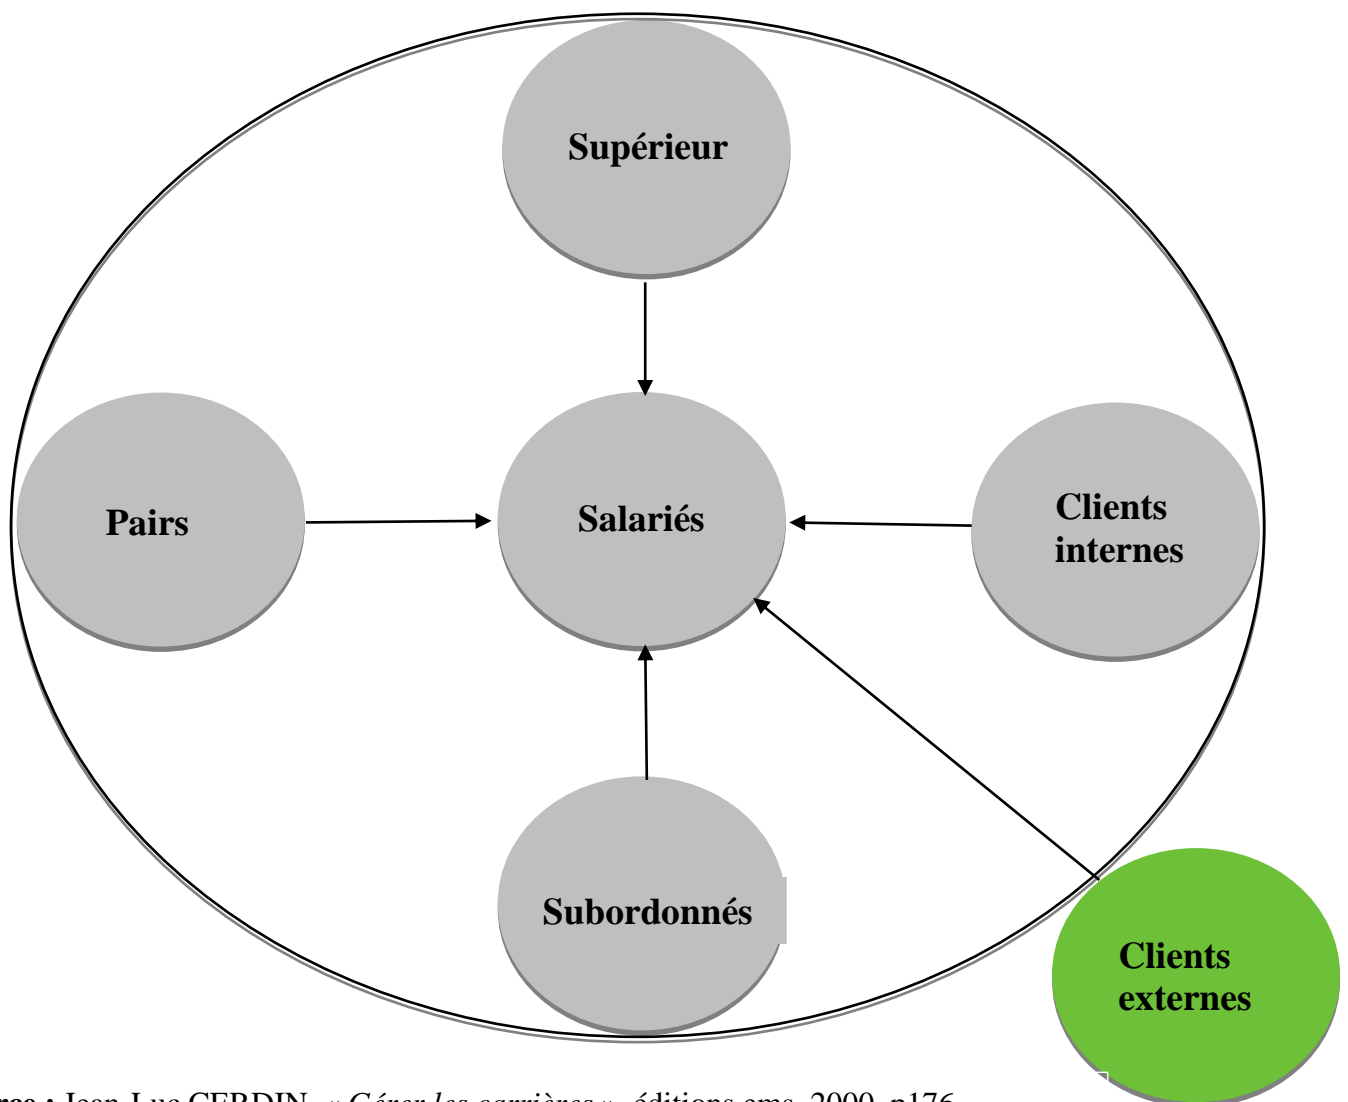 Supérieur
Pairs
Salariés
Clients
internes
Subordonnés
Clients
externes
: Jean-Luc CERDIN, « Gérer les carrières », éditions ems, 2000, p176